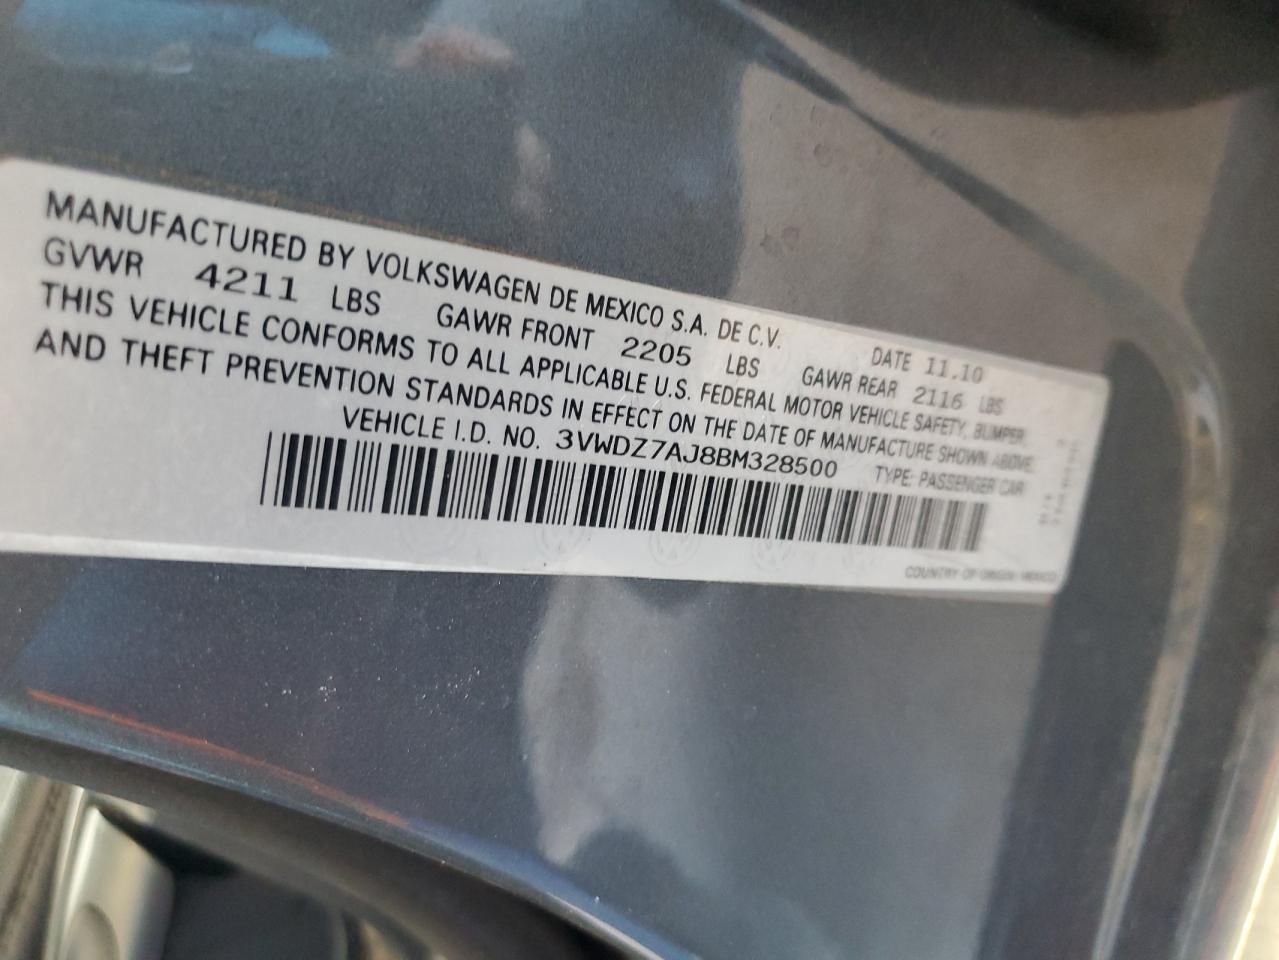 MANUFACTURED BY VOLKSWAGEN DE MEXICO S.A. DE C.V. DATE 11.10
GVWR 4211 LBS GAWR FRONT 2205 LBS GAWR REAR 2116 LBS
THIS VEHICLE CONFORMS TO ALL APPLICABLE U.S. FEDERAL MOTOR VEHICLE SAFETY, BUMPER,
AND THEFT PREVENTION STANDARDS IN EFFECT ON THE DATE OF MANUFACTURE SHOWN ABOVE.
VEHICLE I.D. NO. 3VWDZ7AJ8BM328500 TYPE: PASSENGER CAR
COUNTRY OF ORIGIN: MEXICO